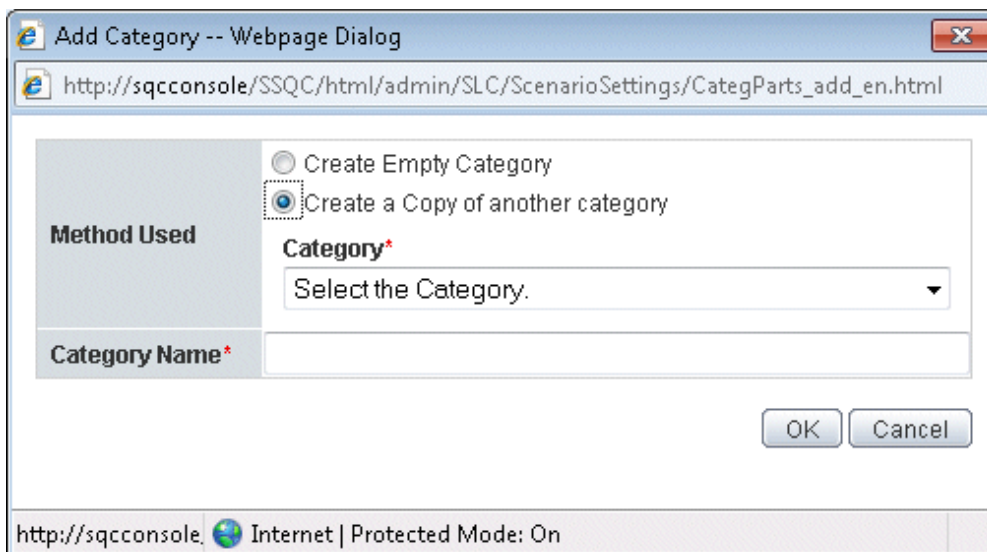 Add Category -- Webpage Dialog
http://sqcconsole/SSQC/html/admin/SLC/ScenarioSettings/CategParts_add_en.html
Create Empty Category
Create a Copy of another category
Method Used
Category*
Select the Category.
Category Name*
OK Cancel
http://sqcconsole, Internet | Protected Mode: On